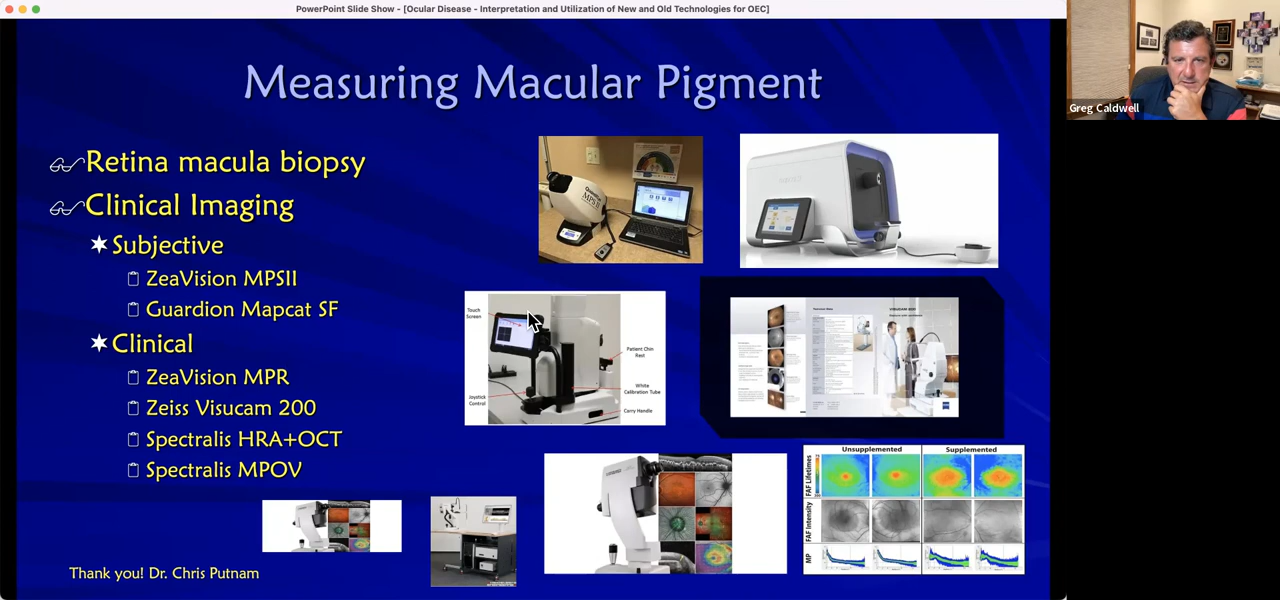 PowerPoint Slide Show - [Ocular Disease - Interpretation and Utilization of New and Old Technologies for OEC]
Greg Caldwell
Measuring Macular Pigment
Retina macula biopsy
Clinical Imaging
Subjective
ZeaVision MPSII
Guardion Mapcat SF
Clinical
ZeaVision MPR
Zeiss Visucam 200
Spectralis HRA+OCT
Spectralis MPOV
Thank you! Dr. Chris Putnam
MPS II
Touch
Screen
Patient Chin
Rest
White
Calibration Tube
Joystick
Control
Carry Handle
Unsupplemented Supplemented
FAF Lifetimes
FAF Intensity
MP